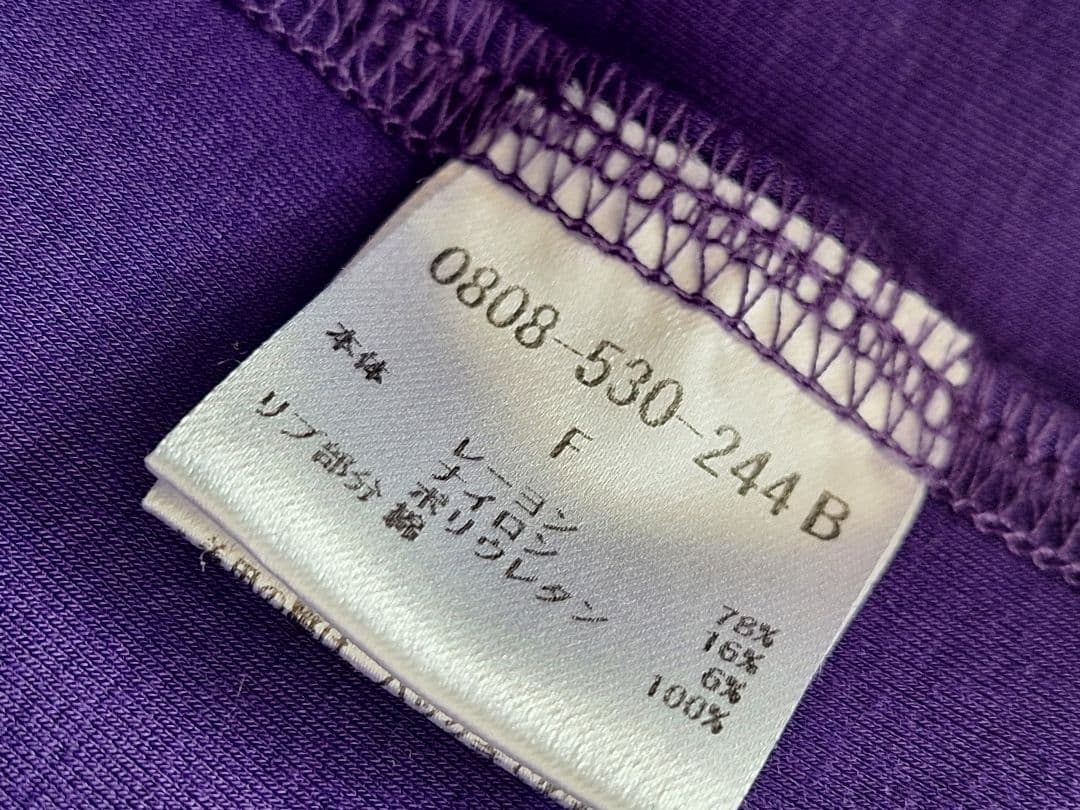 0808-530-244 B
F
本体 レーヨン 78%
ナイロン 16%
ポリウレタン 6%
リブ部分 綿 100%